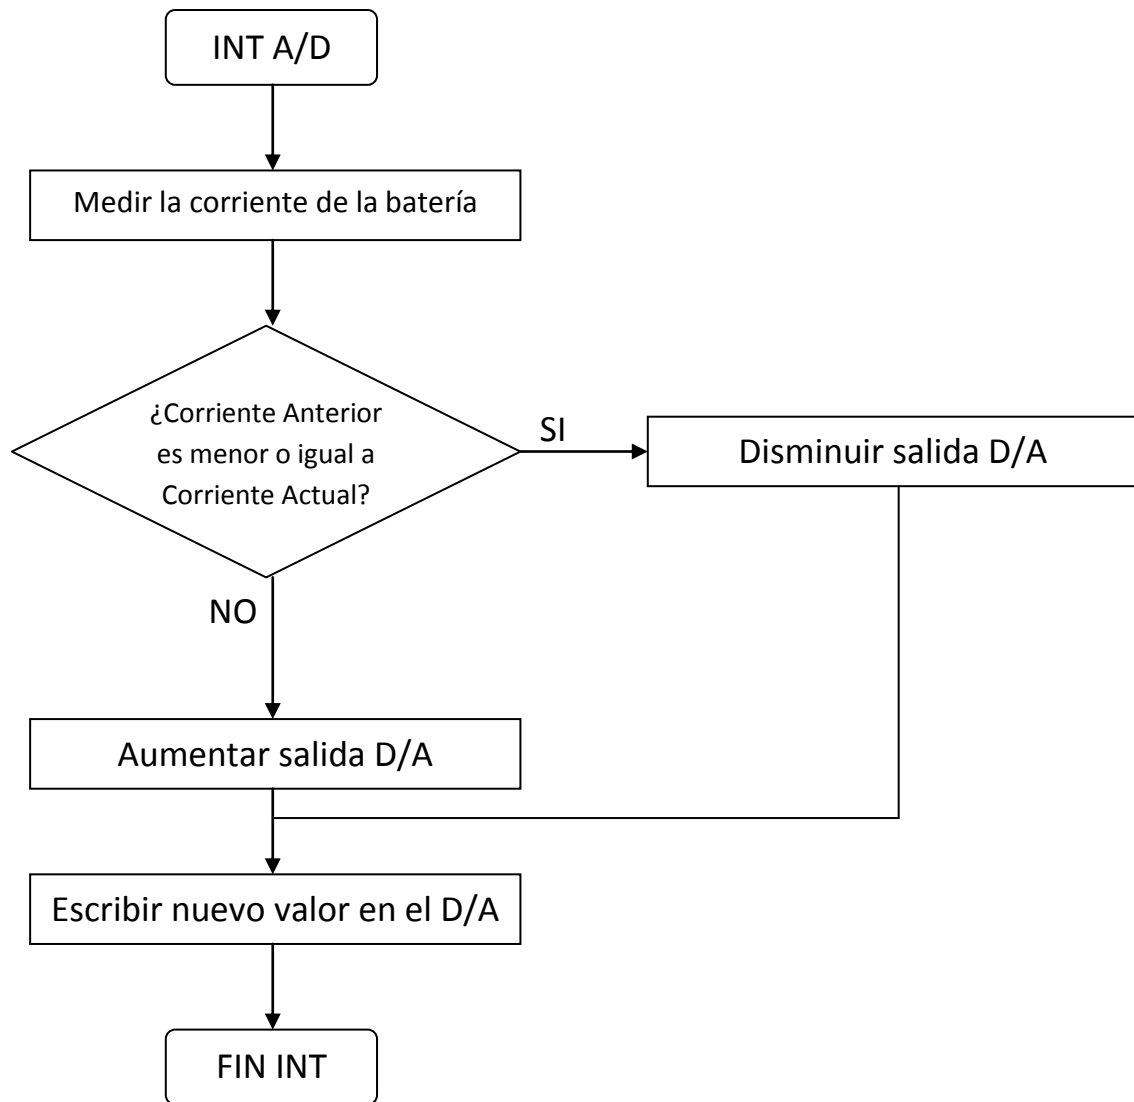 INT A/D
Medir la corriente de la batería
¿Corriente Anterior
es menor o igual a
Corriente Actual?
SI
Disminuir salida D/A
NO
Aumentar salida D/A
Escribir nuevo valor en el D/A
FIN INT